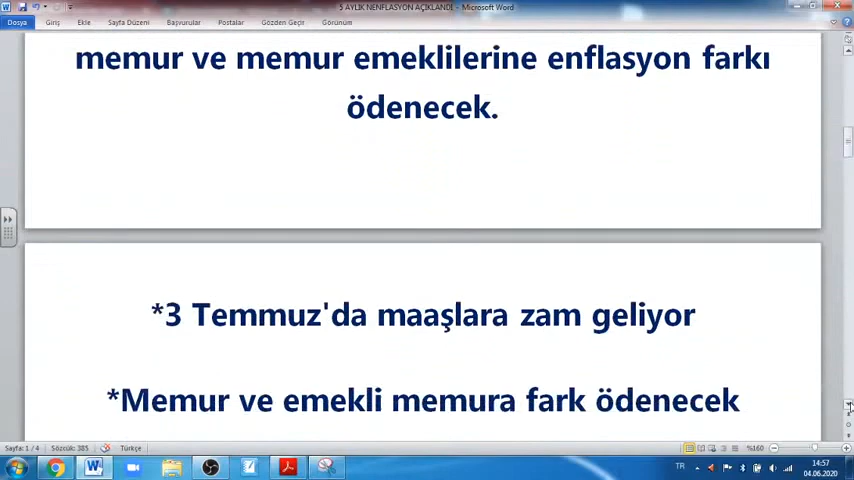 5 AYLIK NENFLASYON AÇIKLANDI - Microsoft Word
Dosya Giriş Ekle Sayfa Düzeni Başvurular Postalar Gözden Geçir Görünüm
memur ve memur emeklilerine enflasyon farkı
ödenecek.
*3 Temmuz'da maaşlara zam geliyor
*Memur ve emekli memura fark ödenecek
Sayfa: 1 / 4 Sözcük: 385 Türkçe %160
TR 14:57
04.06.2020